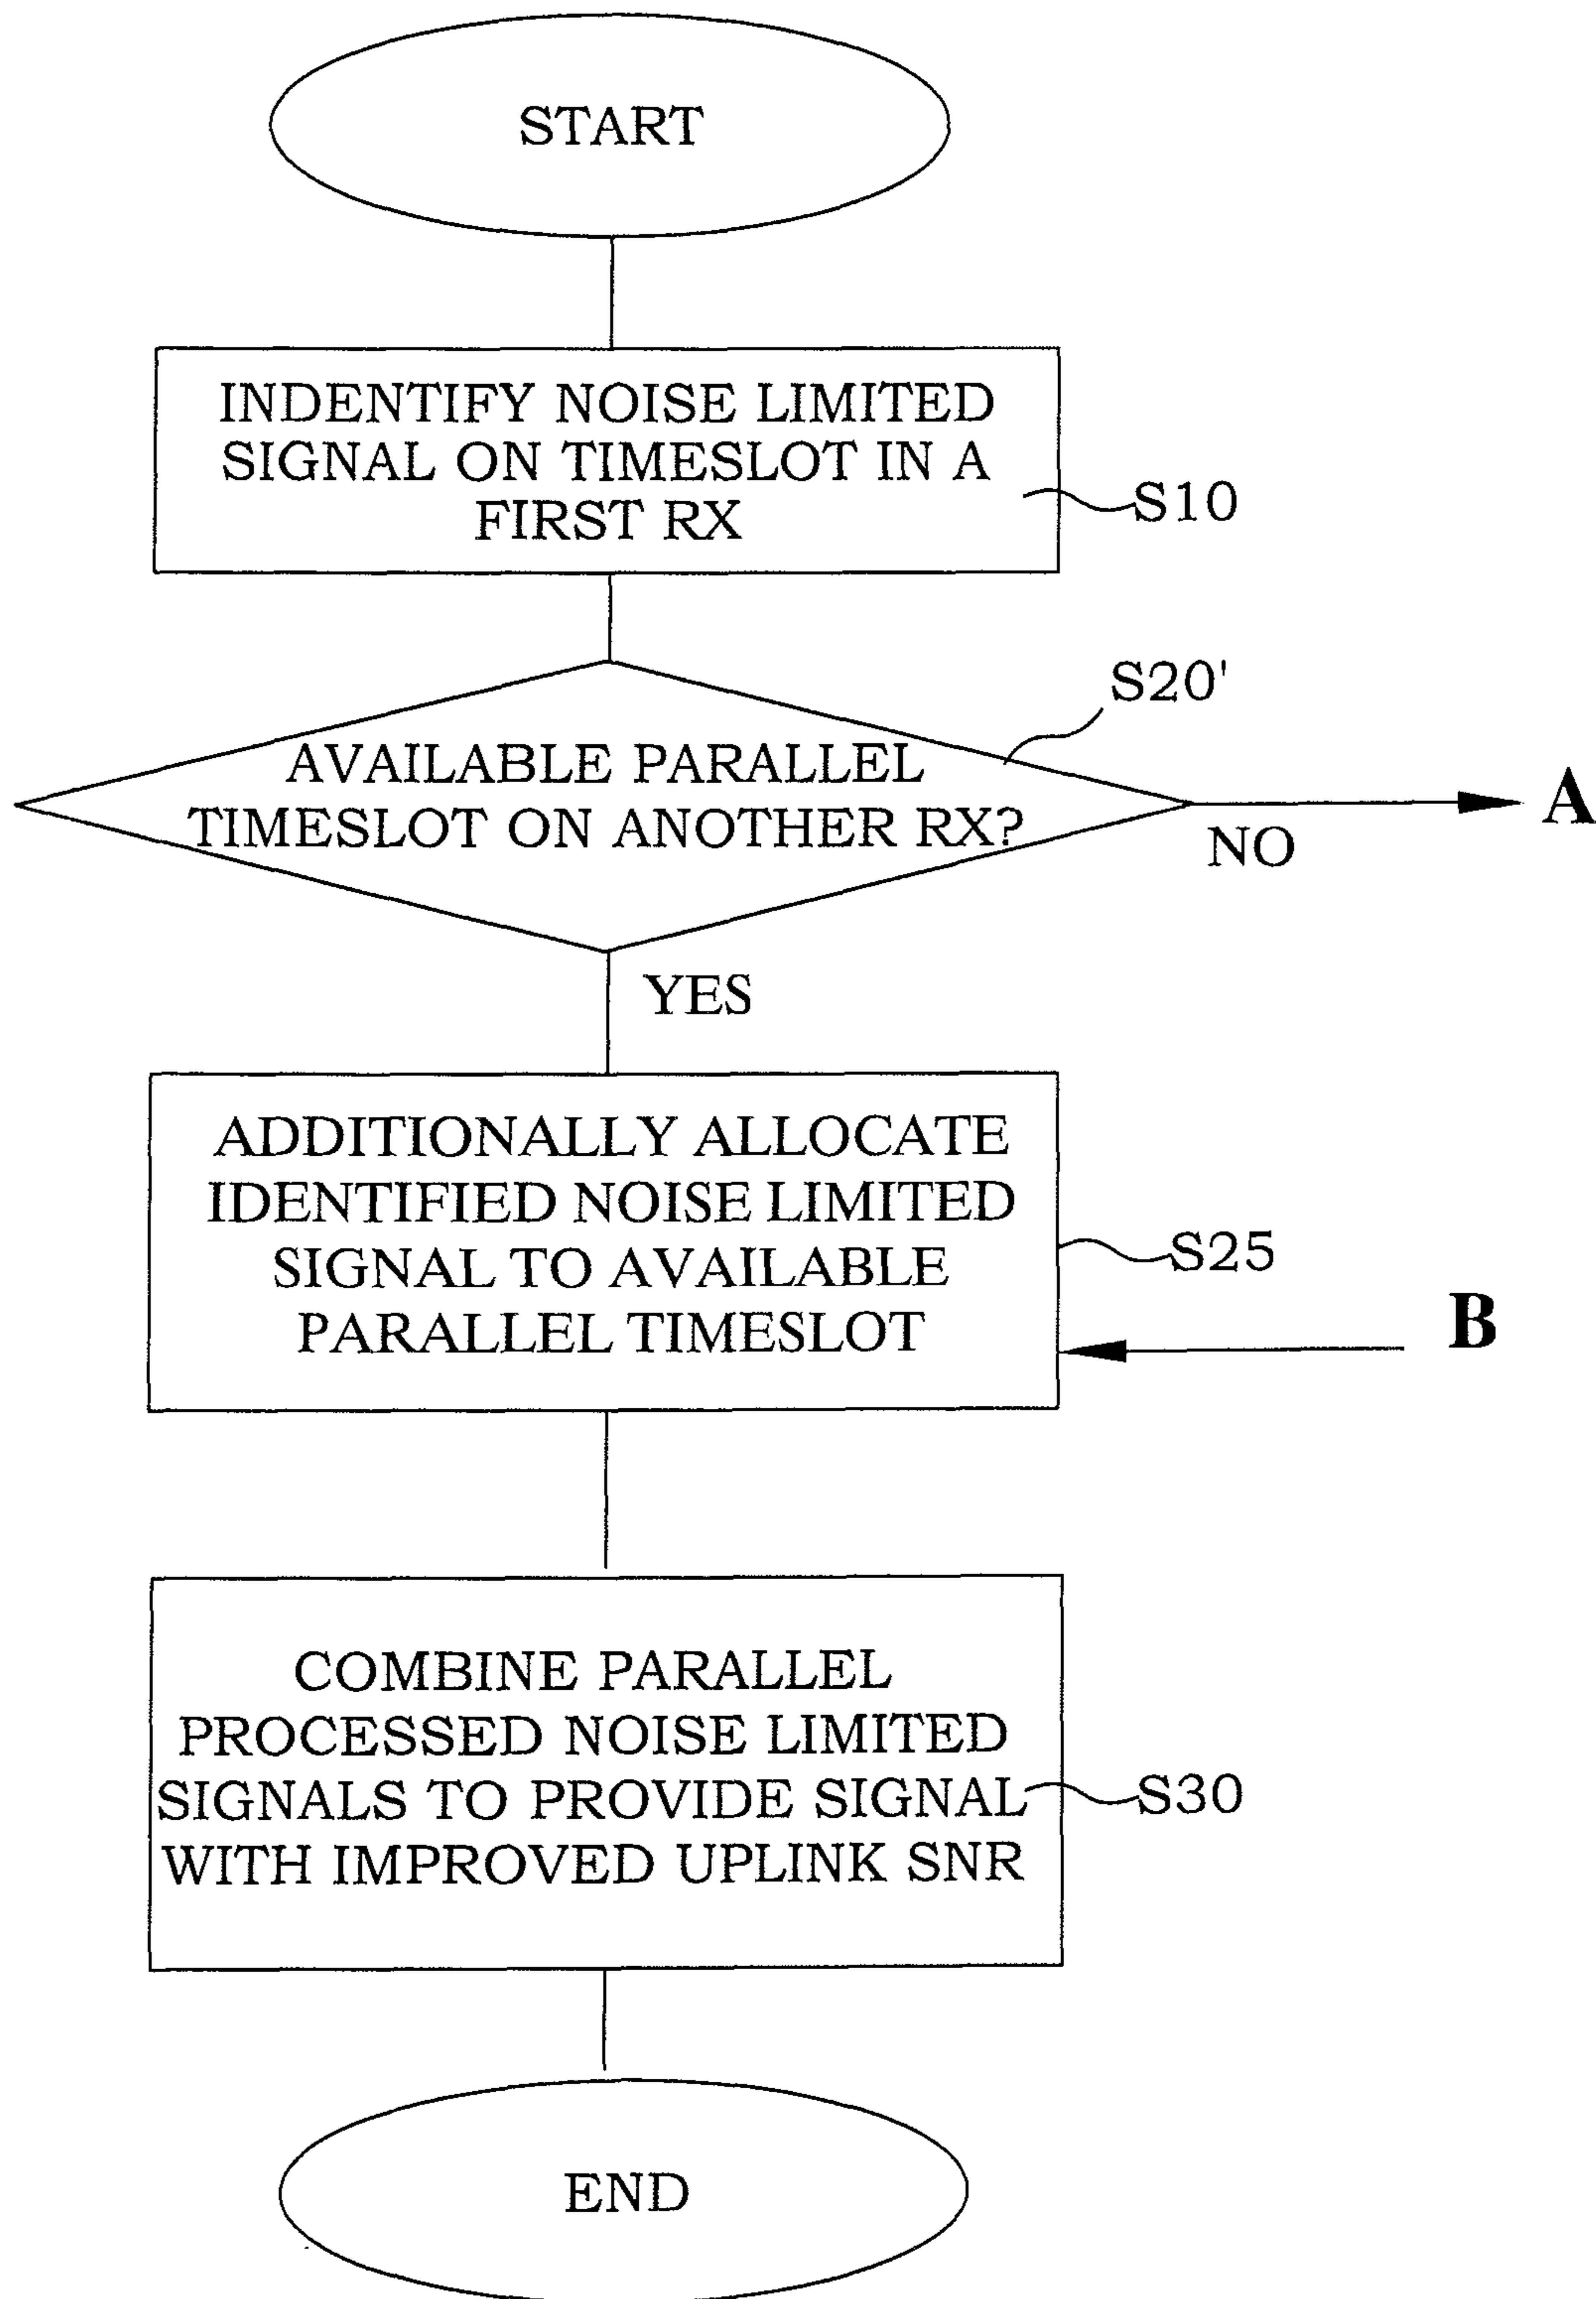 START
INDENTIFY NOISE LIMITED
SIGNAL ON TIMESLOT IN A
FIRST RX
S10
S20'
AVAILABLE PARALLEL
TIMESLOT ON ANOTHER RX?
A
NO
YES
ADDITIONALLY ALLOCATE
IDENTIFIED NOISE LIMITED
SIGNAL TO AVAILABLE
PARALLEL TIMESLOT
S25
B
COMBINE PARALLEL
PROCESSED NOISE LIMITED
SIGNALS TO PROVIDE SIGNAL
WITH IMPROVED UPLINK SNR
S30
END